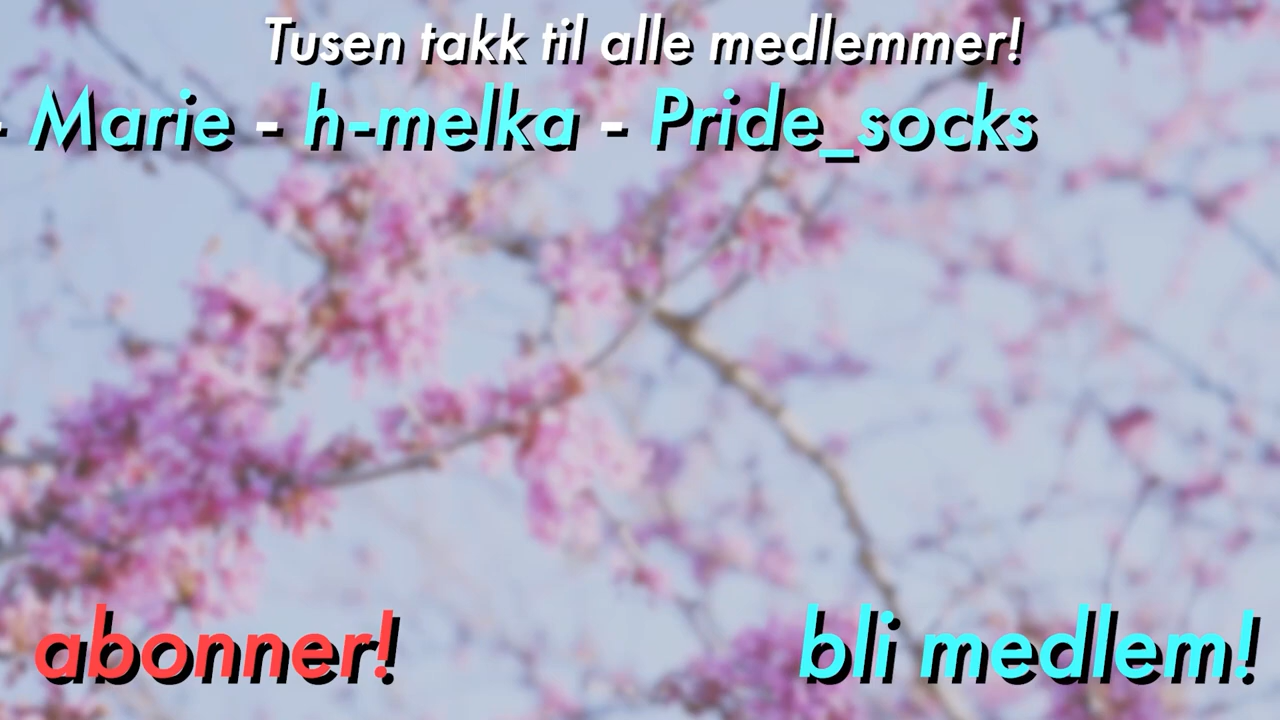 Tusen takk til alle medlemmer!
- Marie - h-melka - Pride_socks
abonner!
bli medlem!